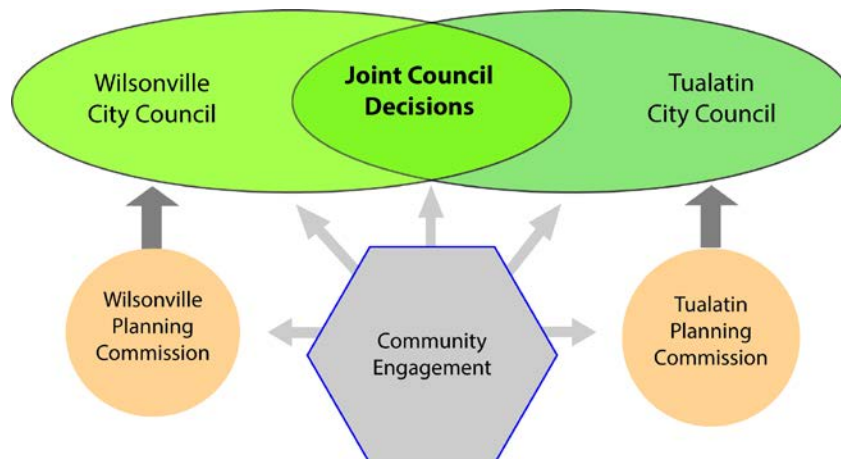 Wilsonville
City Council
Joint Council
Decisions
Tualatin
City Council
Wilsonville
Planning
Commission
Community
Engagement
Tualatin
Planning
Commission